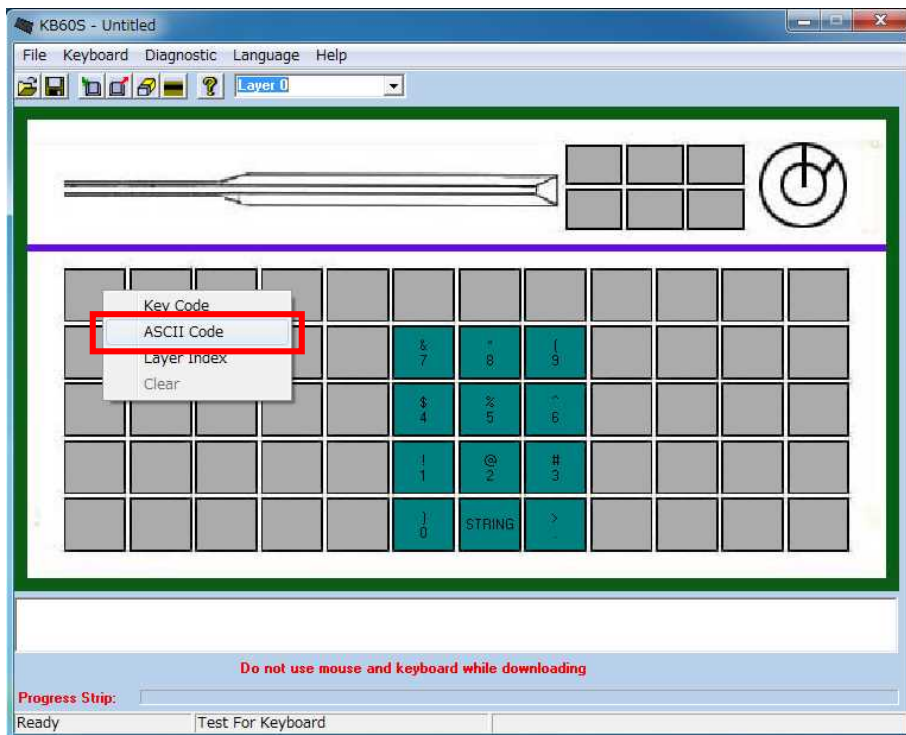 KB60S - Untitled
File Keyboard Diagnostic Language Help
Layer 0
Key Code
ASCII Code
Layer Index
Clear
& * (
7 8 9
$ % ^
4 5 6
! @ #
1 2 3
) STRING >
0 .
Do not use mouse and keyboard while downloading
Progress Strip:
Ready Test For Keyboard